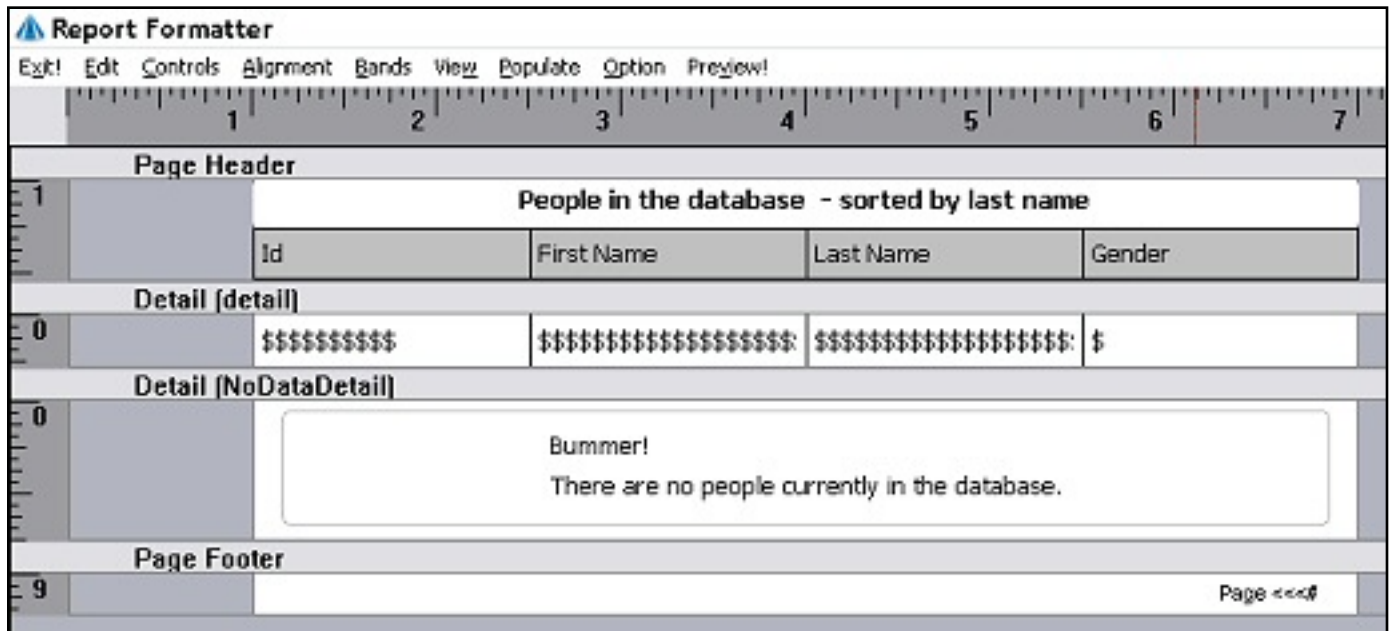 Report Formatter
Exit! Edit Controls Alignment Bands View Populate Option Preview!
1 2 3 4 5 6 7
Page Header
1
People in the database - sorted by last name
Id First Name Last Name Gender
Detail (detail)
0 $$$$$$$$$$ $$$$$$$$$$$$$$$$$$$ $$$$$$$$$$$$$$$$$$$ $
Detail (NoDataDetail)
0
Bummer!
There are no people currently in the database.
Page Footer
9 Page <<<#